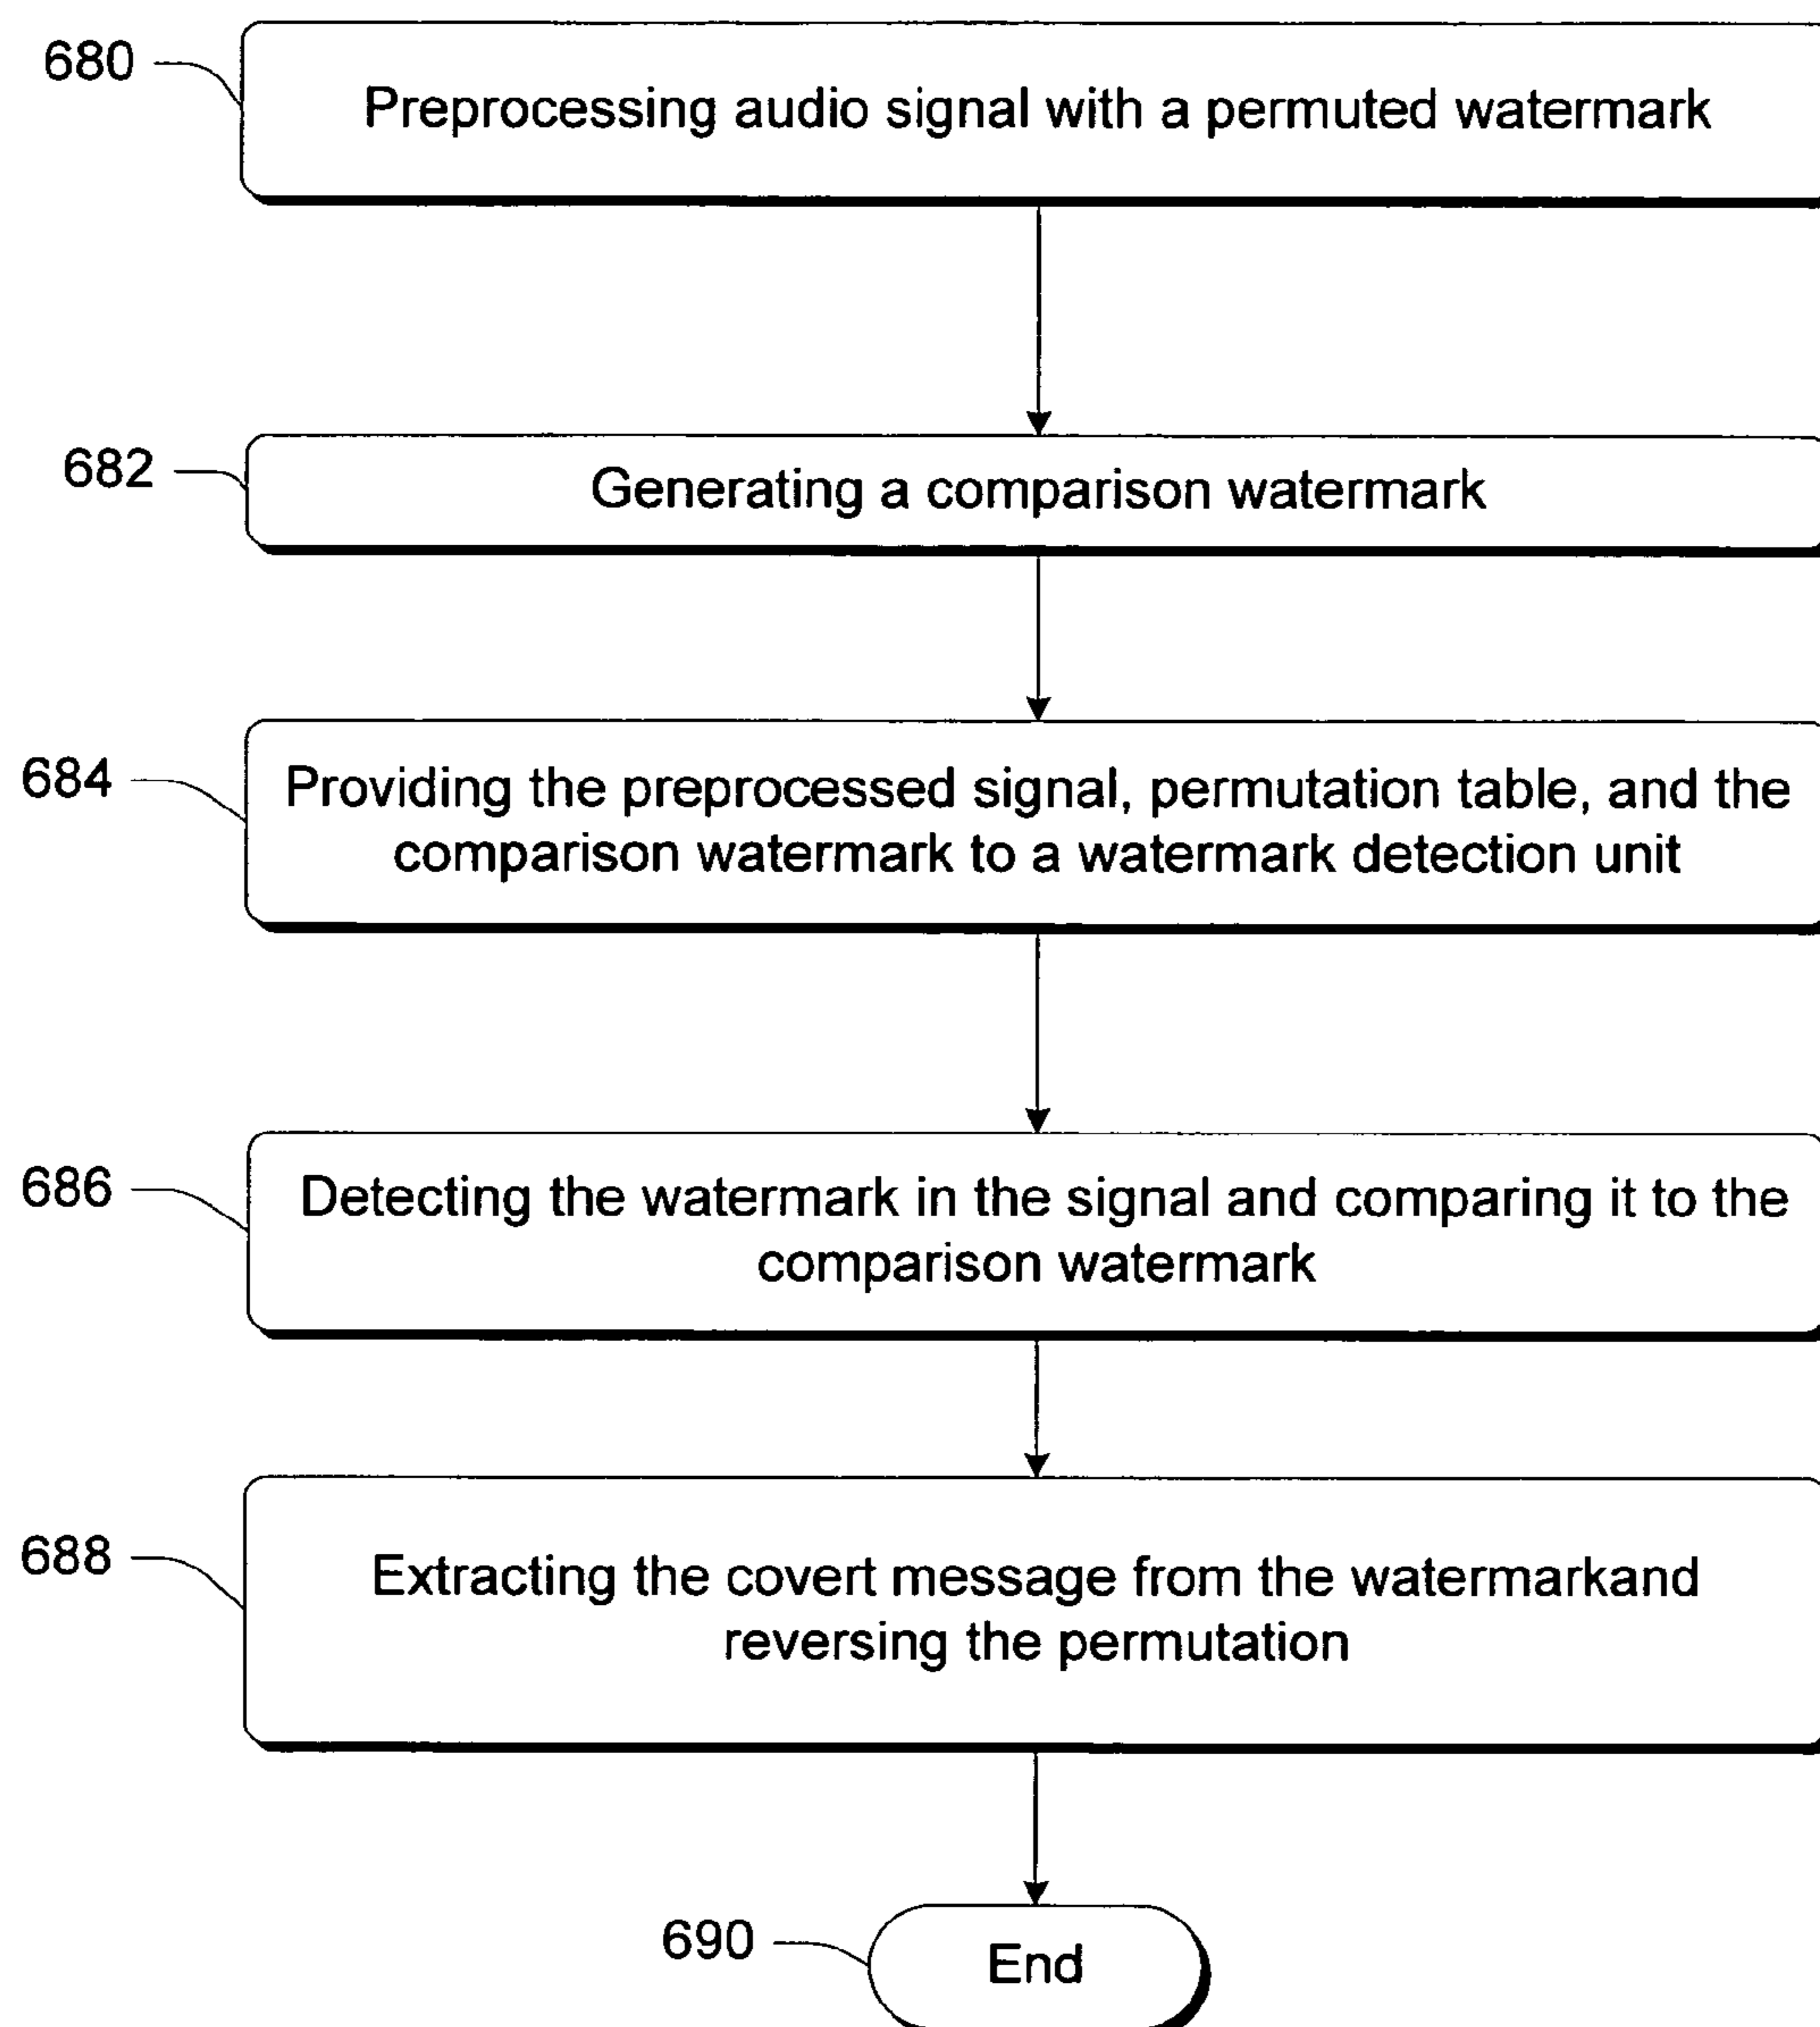 680
Preprocessing audio signal with a permuted watermark
682
Generating a comparison watermark
684
Providing the preprocessed signal, permutation table, and the
comparison watermark to a watermark detection unit
686
Detecting the watermark in the signal and comparing it to the
comparison watermark
688
Extracting the covert message from the watermarkand
reversing the permutation
690
End